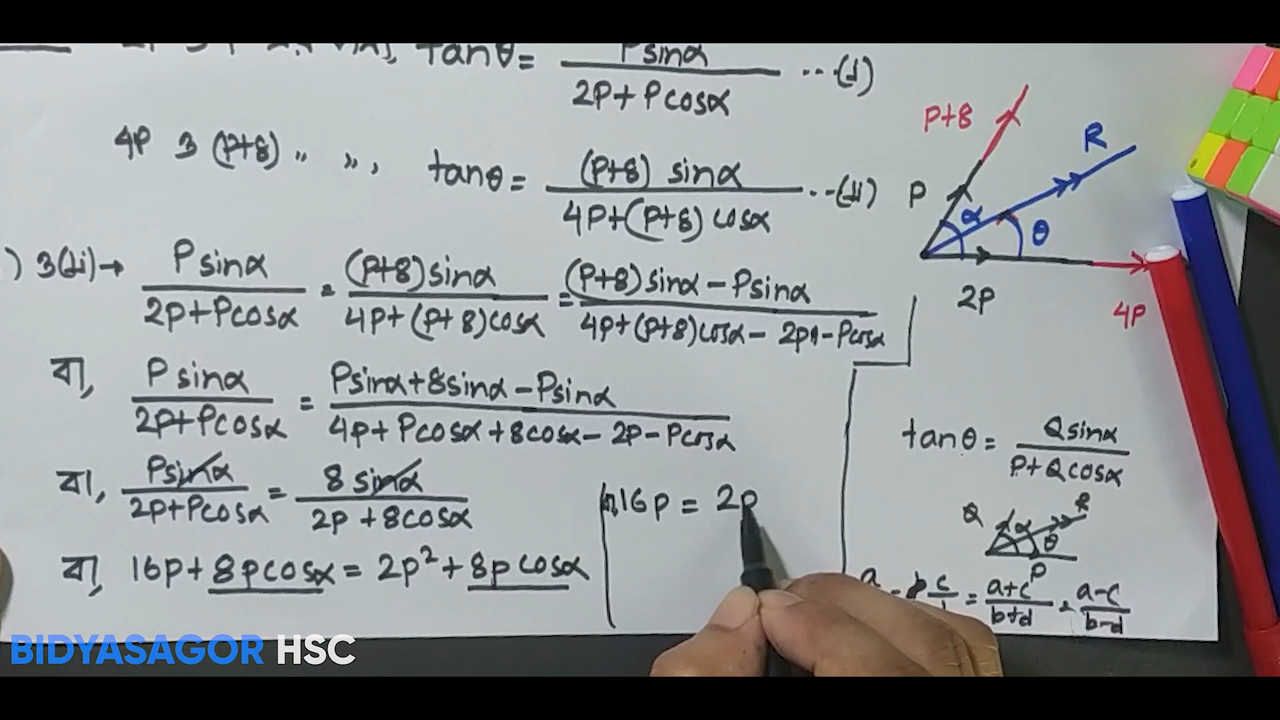 tanθ = Psinα / 2P + Pcosα ...(i)
4P ও (P+8) " ", tanθ = (P+8) sinα / 4P+(P+8) cosα ...(ii)
) ও (ii) → Psinα / 2P+Pcosα = (P+8)sinα / 4P+(P+8)cosα = (P+8)sinα − Psinα / 4P+(P+8)cosα − 2P − Pcosα
বা, Psinα / 2P+Pcosα = Psinα+8sinα − Psinα / 4P+Pcosα+8cosα − 2P − Pcosα
বা, Psinα / 2P+Pcosα = 8 sinα / 2P+8cosα
বা, 16P + 8Pcosα = 2P² + 8P cosα
বা, 16P = 2P
P+8
R
P
α
θ
2P
4P
tanθ = Qsinα / P+Qcosα
Q
α
R
θ
P
c = a+c / b+d = a−c / b−d
BIDYASAGOR HSC